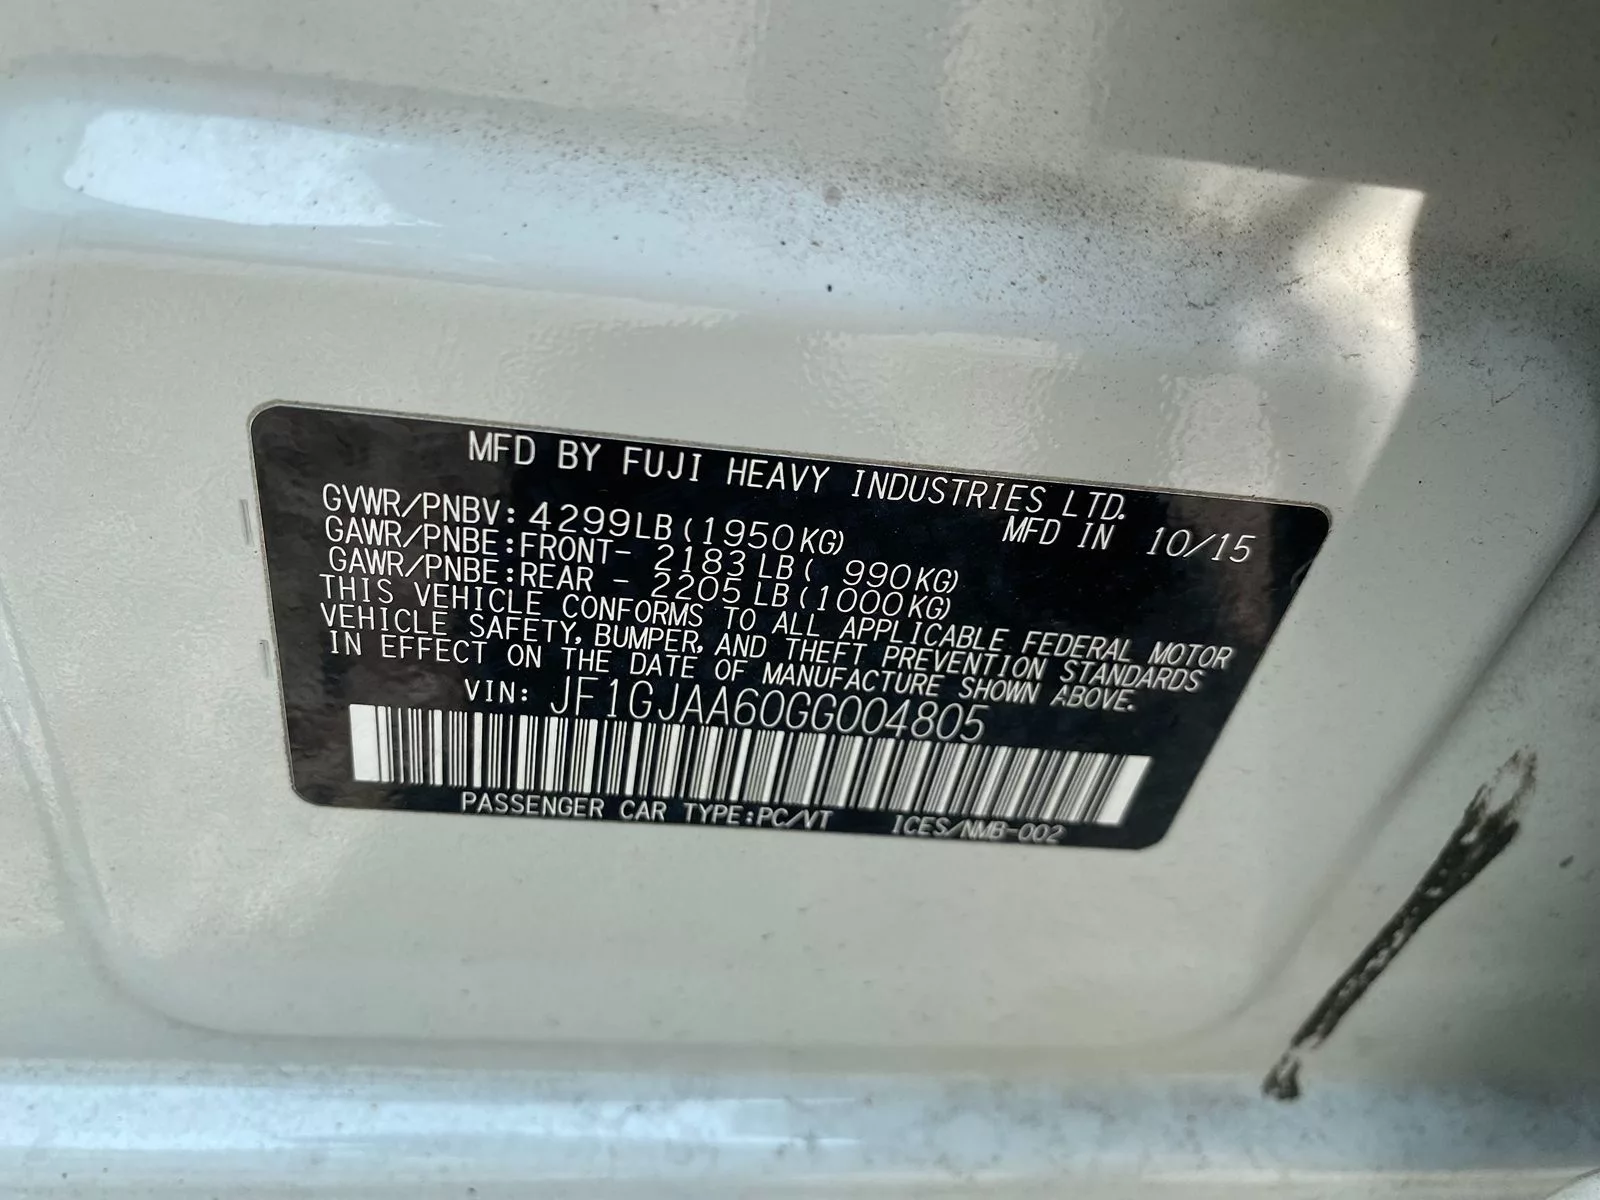 MFD BY FUJI HEAVY INDUSTRIES LTD.
GVWR/PNBV: 4299LB(1950KG) MFD IN 10/15
GAWR/PNBE:FRONT- 2183LB( 990KG)
GAWR/PNBE:REAR - 2205LB(1000KG)
THIS VEHICLE CONFORMS TO ALL APPLICABLE FEDERAL MOTOR
VEHICLE SAFETY, BUMPER, AND THEFT PREVENTION STANDARDS
IN EFFECT ON THE DATE OF MANUFACTURE SHOWN ABOVE.
VIN: JF1GJAA60GG004805
PASSENGER CAR TYPE:PC/VT ICES/NMB-002